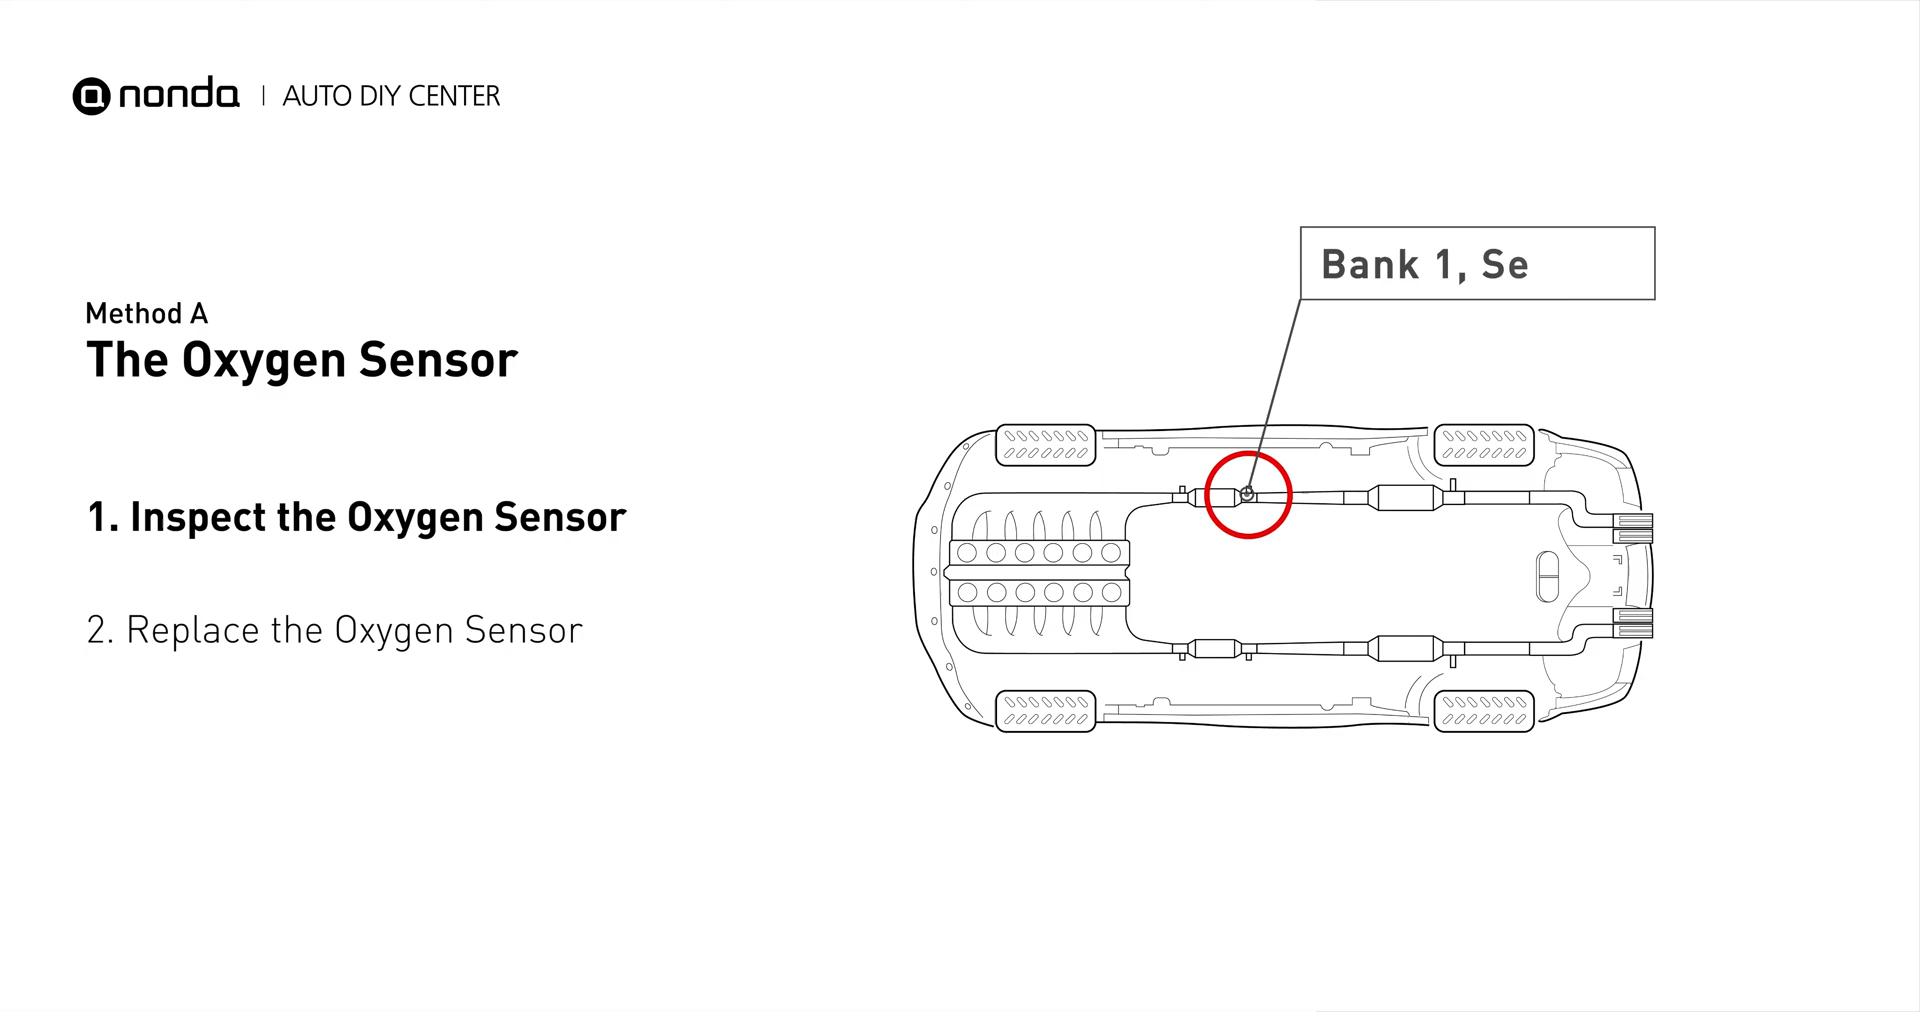 nonda | AUTO DIY CENTER
Bank 1, Se
Method A
The Oxygen Sensor
1. Inspect the Oxygen Sensor
2. Replace the Oxygen Sensor